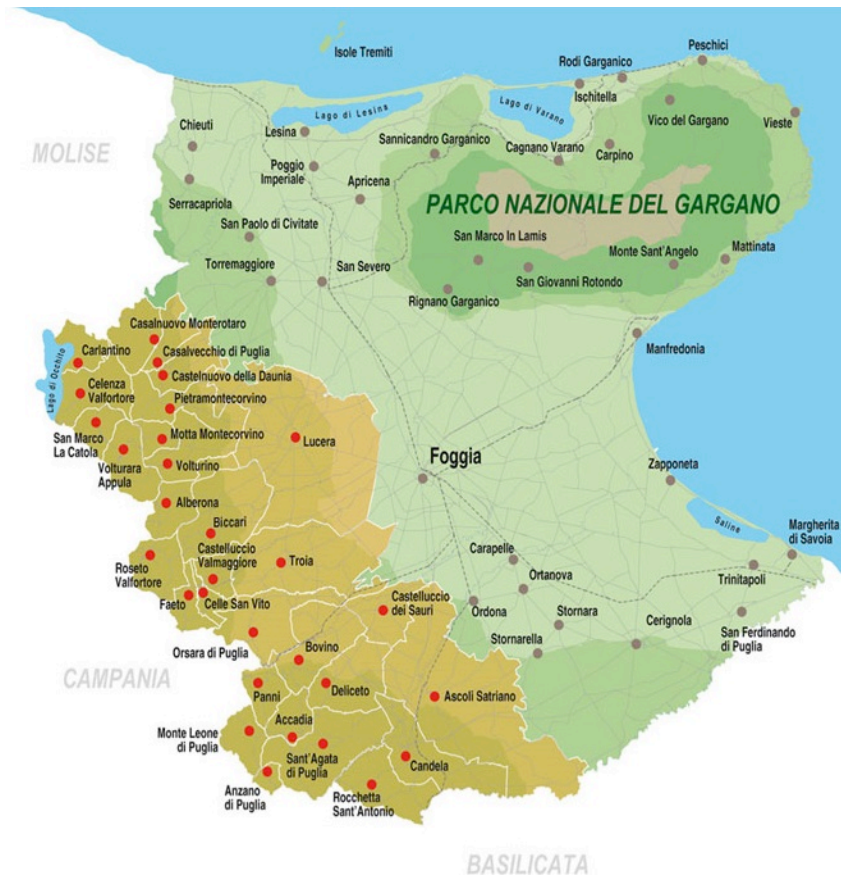 Isole Tremiti
Peschici
Rodi Garganico
Ischitella
Lago di Lesina
Lago di Varano
Vico del Gargano
Vieste
Chieuti
Lesina
Sannicandro Garganico
Cagnano Varano
Carpino
MOLISE
Poggio
Imperiale
Apricena
Serracapriola
PARCO NAZIONALE DEL GARGANO
San Paolo di Civitate
San Marco In Lamis
Monte Sant'Angelo
Mattinata
Torremaggiore
San Severo
San Giovanni Rotondo
Rignano Garganico
Casalnuovo Monterotaro
Manfredonia
Carlantino
Casalvecchio di Puglia
Lago di Occhito
Castelnuovo della Daunia
Celenza
Valfortore
Pietramontecorvino
San Marco
La Catola
Motta Montecorvino
Lucera
Volturara
Appula
Volturino
Foggia
Zapponeta
Alberona
Biccari
Saline
Margherita
di Savoia
Castelluccio
Valmaggiore
Troia
Carapelle
Roseto
Valfortore
Trinitapoli
Ortanova
Faeto
Celle San Vito
Castelluccio
dei Sauri
Ordona
Stornara
Cerignola
San Ferdinando
di Puglia
Orsara di Puglia
Bovino
Stornarella
CAMPANIA
Panni
Deliceto
Ascoli Satriano
Accadia
Monte Leone
di Puglia
Sant'Agata
di Puglia
Candela
Anzano
di Puglia
Rocchetta
Sant'Antonio
BASILICATA